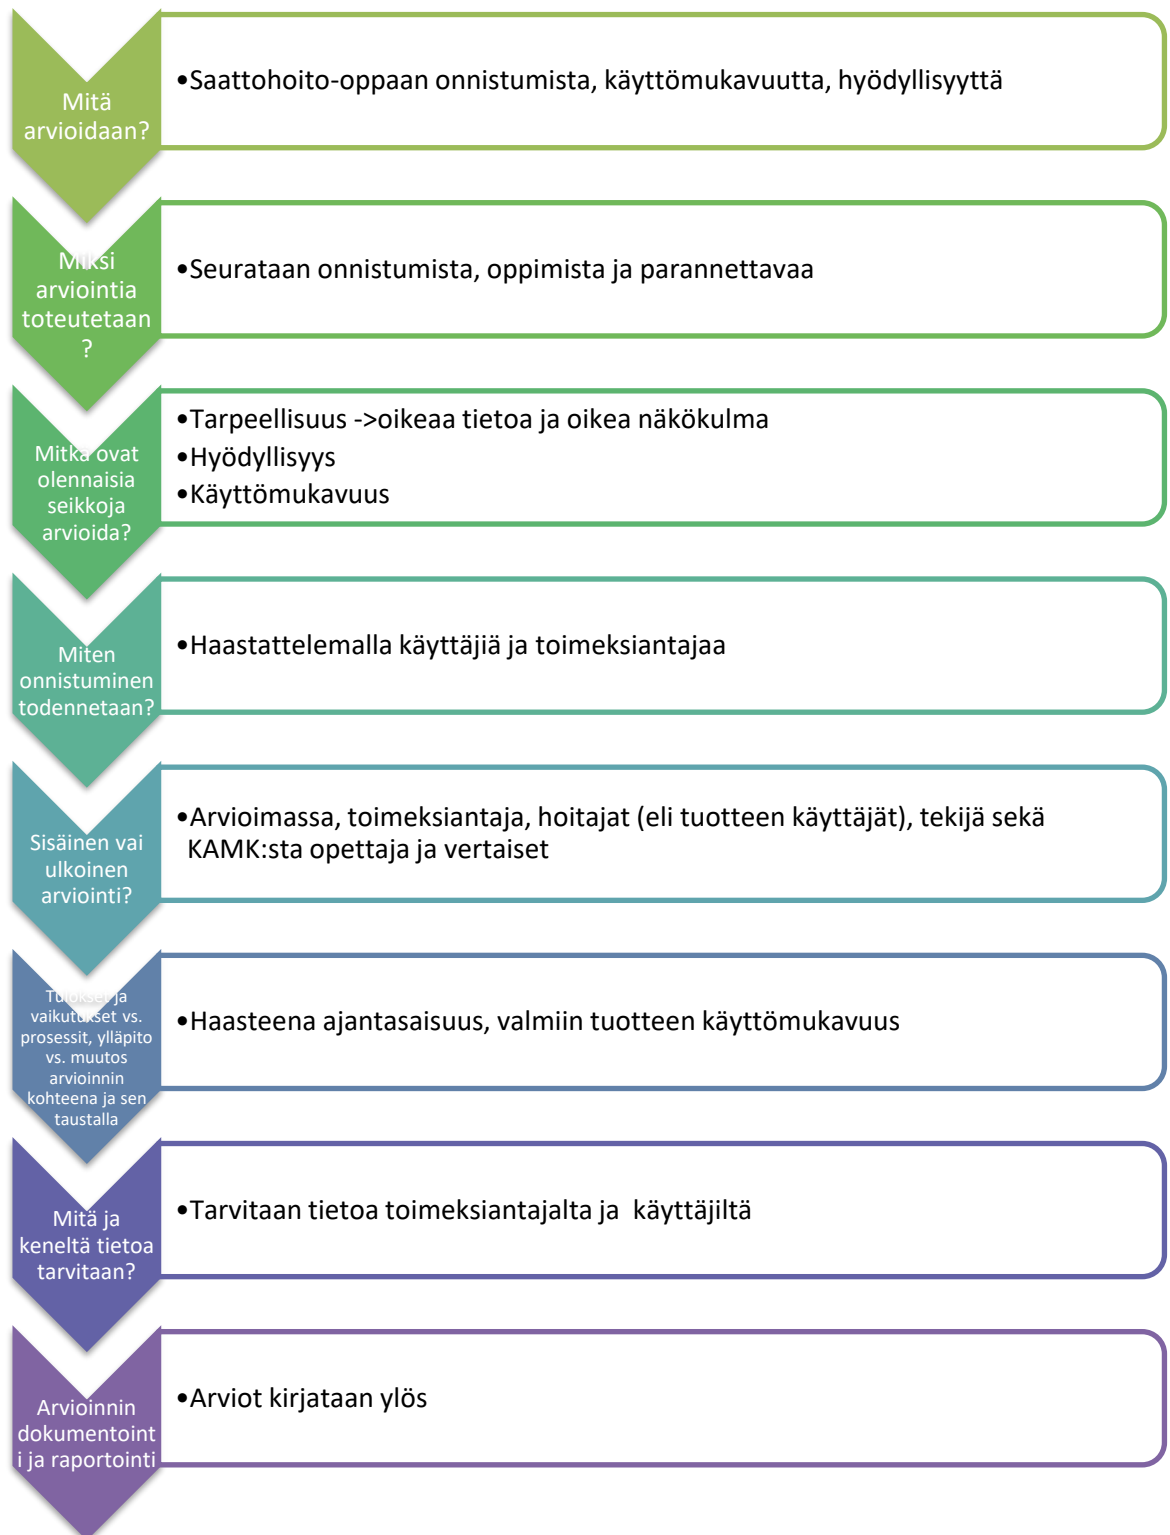 Mitä
arvioidaan?
•Saattohoito-oppaan onnistumista, käyttömukavuutta, hyödyllisyyttä
Miksi
arviointia
toteutetaan
?
•Seurataan onnistumista, oppimista ja parannettavaa
Mitkä ovat
olennaisia
seikkoja
arvioida?
•Tarpeellisuus ->oikeaa tietoa ja oikea näkökulma
•Hyödyllisyys
•Käyttömukavuus
Miten
onnistuminen
todennetaan?
•Haastattelemalla käyttäjiä ja toimeksiantajaa
Sisäinen vai
ulkoinen
arviointi?
•Arvioimassa, toimeksiantaja, hoitajat (eli tuotteen käyttäjät), tekijä sekä
KAMK:sta opettaja ja vertaiset
Tulokset ja
vaikutukset vs.
prosessit, ylläpito
vs. muutos
arvioinnin
kohteena ja sen
taustalla
•Haasteena ajantasaisuus, valmiin tuotteen käyttömukavuus
Mitä ja
keneltä tietoa
tarvitaan?
•Tarvitaan tietoa toimeksiantajalta ja  käyttäjiltä
Arvioinnin
dokumentoint
i ja raportointi
•Arviot kirjataan ylös